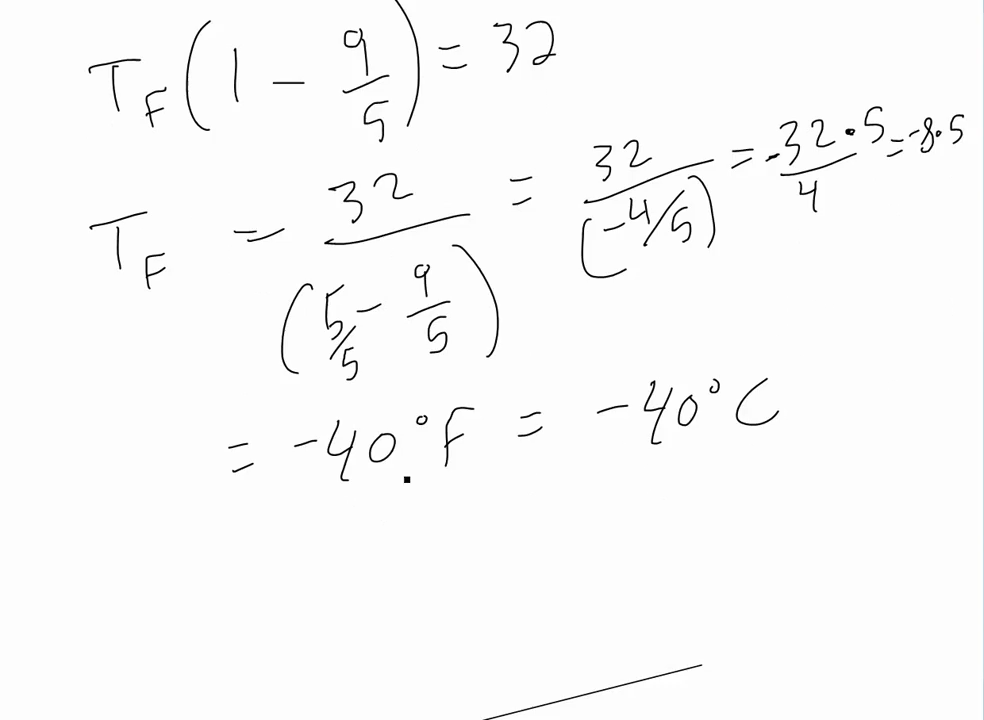 T_F (1 - 9/5) = 32
T_F = 32/(5/5 - 9/5) = 32/(-4/5) = -32·5/4 = -8·5
= -40°F = -40°C